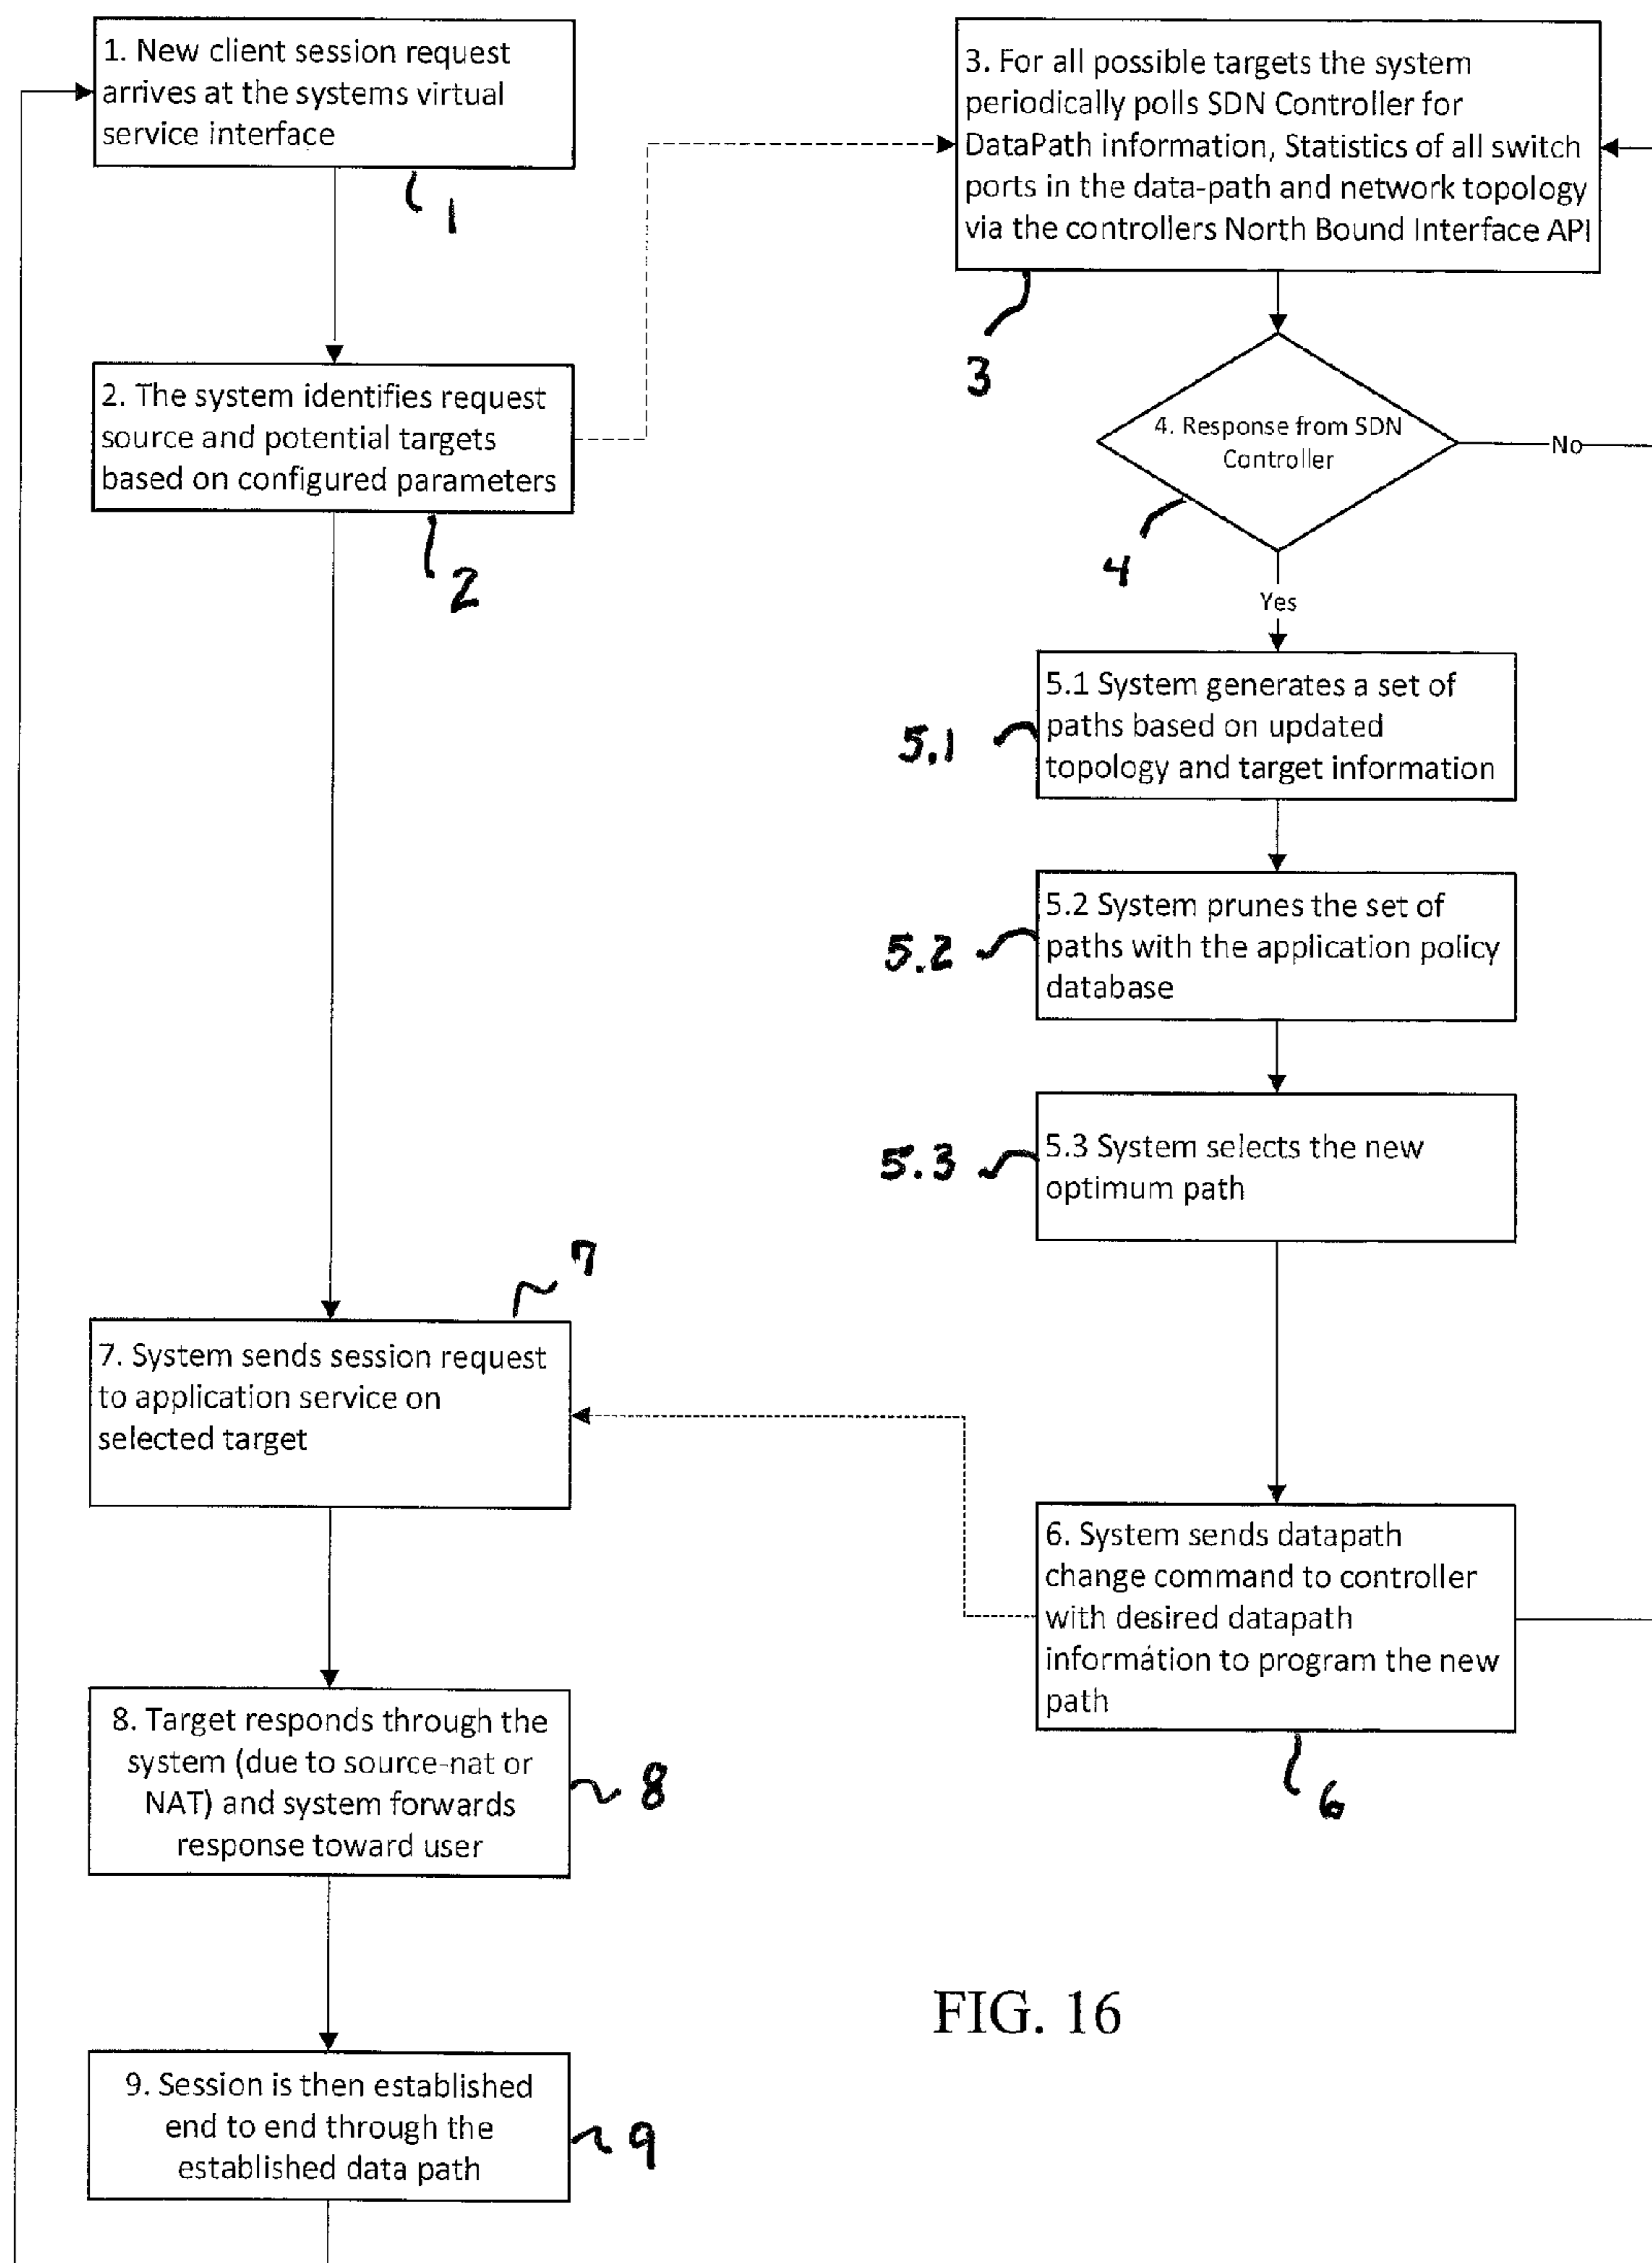 1. New client session request
arrives at the systems virtual
service interface
1
2. The system identifies request
source and potential targets
based on configured parameters
2
3. For all possible targets the system
periodically polls SDN Controller for
DataPath information, Statistics of all switch
ports in the data-path and network topology
via the controllers North Bound Interface API
3
4. Response from SDN
Controller
No
4
Yes
5.1 System generates a set of
paths based on updated
topology and target information
5.1
5.2 System prunes the set of
paths with the application policy
database
5.2
5.3 System selects the new
optimum path
5.3
6. System sends datapath
change command to controller
with desired datapath
information to program the new
path
6
7
7. System sends session request
to application service on
selected target
8. Target responds through the
system (due to source-nat or
NAT) and system forwards
response toward user
8
9. Session is then established
end to end through the
established data path
9
FIG. 16